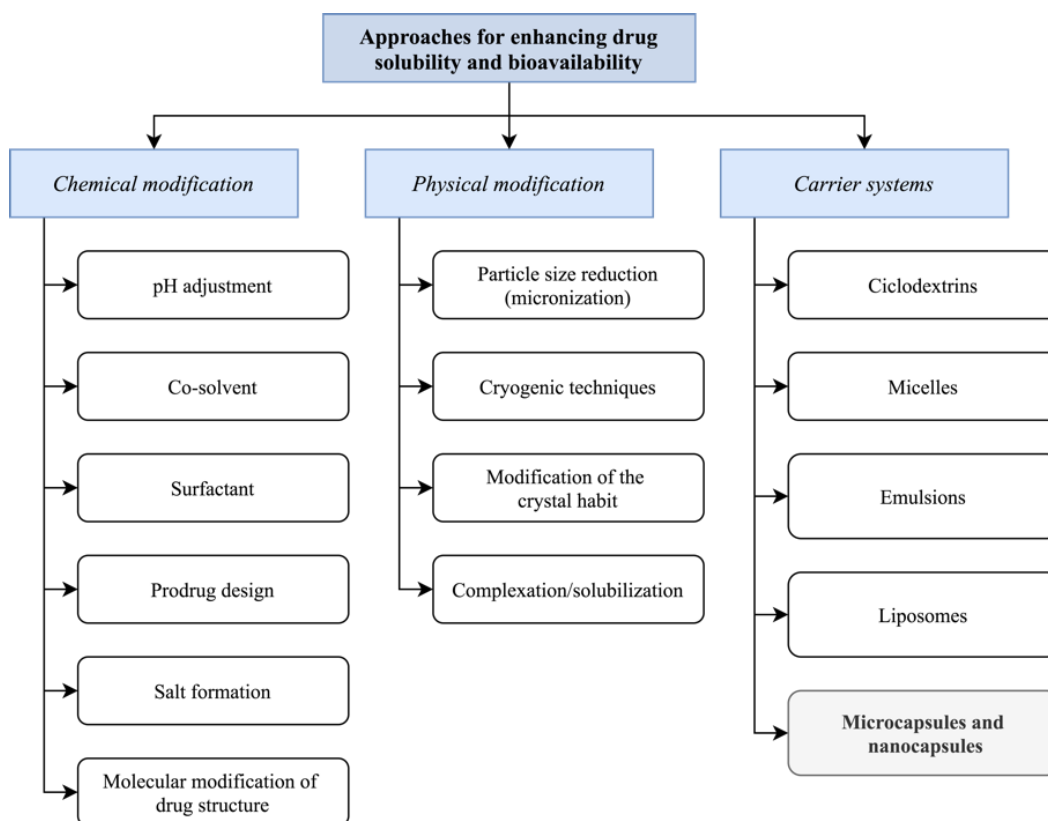 Approaches for enhancing drug
solubility and bioavailability
Chemical modification
Physical modification
Carrier systems
pH adjustment
Co-solvent
Surfactant
Prodrug design
Salt formation
Molecular modification of
drug structure
Particle size reduction
(micronization)
Cryogenic techniques
Modification of the
crystal habit
Complexation/solubilization
Ciclodextrins
Micelles
Emulsions
Liposomes
Microcapsules and
nanocapsules